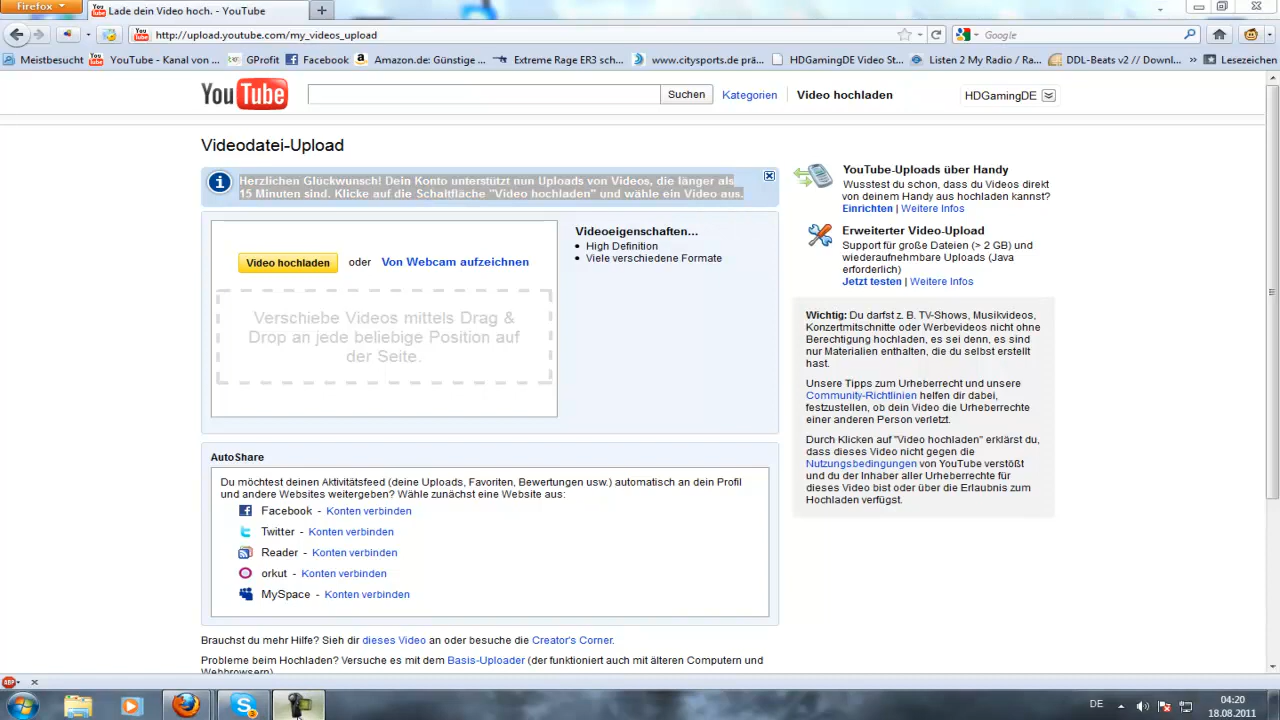 Firefox
Lade dein Video hoch. - YouTube
http://upload.youtube.com/my_videos_upload
Google
Meistbesucht YouTube - Kanal von ... GProfit Facebook Amazon.de: Günstige ... Extreme Rage ER3 sch... www.citysports.de prä... HDGamingDE Video St... Listen 2 My Radio / Ra... DDL-Beats v2 // Downl... » Lesezeichen
YouTube Suchen Kategorien Video hochladen HDGamingDE
Videodatei-Upload
Herzlichen Glückwunsch! Dein Konto unterstützt nun Uploads von Videos, die länger als
15 Minuten sind. Klicke auf die Schaltfläche "Video hochladen" und wähle ein Video aus.
Video hochladen oder Von Webcam aufzeichnen
Verschiebe Videos mittels Drag &
Drop an jede beliebige Position auf
der Seite.
Videoeigenschaften...
• High Definition
• Viele verschiedene Formate
YouTube-Uploads über Handy
Wusstest du schon, dass du Videos direkt
von deinem Handy aus hochladen kannst?
Einrichten | Weitere Infos
Erweiterter Video-Upload
Support für große Dateien (> 2 GB) und
wiederaufnehmbare Uploads (Java
erforderlich)
Jetzt testen | Weitere Infos
Wichtig: Du darfst z. B. TV-Shows, Musikvideos,
Konzertmitschnitte oder Werbevideos nicht ohne
Berechtigung hochladen, es sei denn, es sind
nur Materialien enthalten, die du selbst erstellt
hast.
Unsere Tipps zum Urheberrecht und unsere
Community-Richtlinien helfen dir dabei,
festzustellen, ob dein Video die Urheberrechte
einer anderen Person verletzt.
Durch Klicken auf "Video hochladen" erklärst du,
dass dieses Video nicht gegen die
Nutzungsbedingungen von YouTube verstößt
und du der Inhaber aller Urheberrechte für
dieses Video bist oder über die Erlaubnis zum
Hochladen verfügst.
AutoShare
Du möchtest deinen Aktivitätsfeed (deine Uploads, Favoriten, Bewertungen usw.) automatisch an dein Profil
und andere Websites weitergeben? Wähle zunächst eine Website aus:
Facebook - Konten verbinden
Twitter - Konten verbinden
Reader - Konten verbinden
orkut - Konten verbinden
MySpace - Konten verbinden
Brauchst du mehr Hilfe? Sieh dir dieses Video an oder besuche die Creator's Corner.
Probleme beim Hochladen? Versuche es mit dem Basis-Uploader (der funktioniert auch mit älteren Computern und
Webbrowsern)
ABP
DE
04:20
18.08.2011